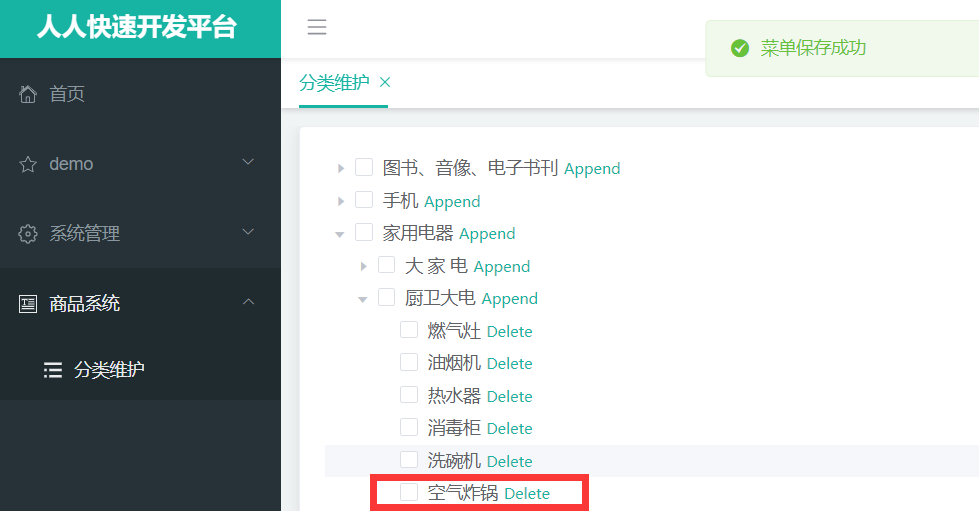 人人快速开发平台
菜单保存成功
首页
demo
系统管理
商品系统
分类维护
分类维护
图书、音像、电子书刊 Append
手机 Append
家用电器 Append
大 家 电 Append
厨卫大电 Append
燃气灶 Delete
油烟机 Delete
热水器 Delete
消毒柜 Delete
洗碗机 Delete
空气炸锅 Delete